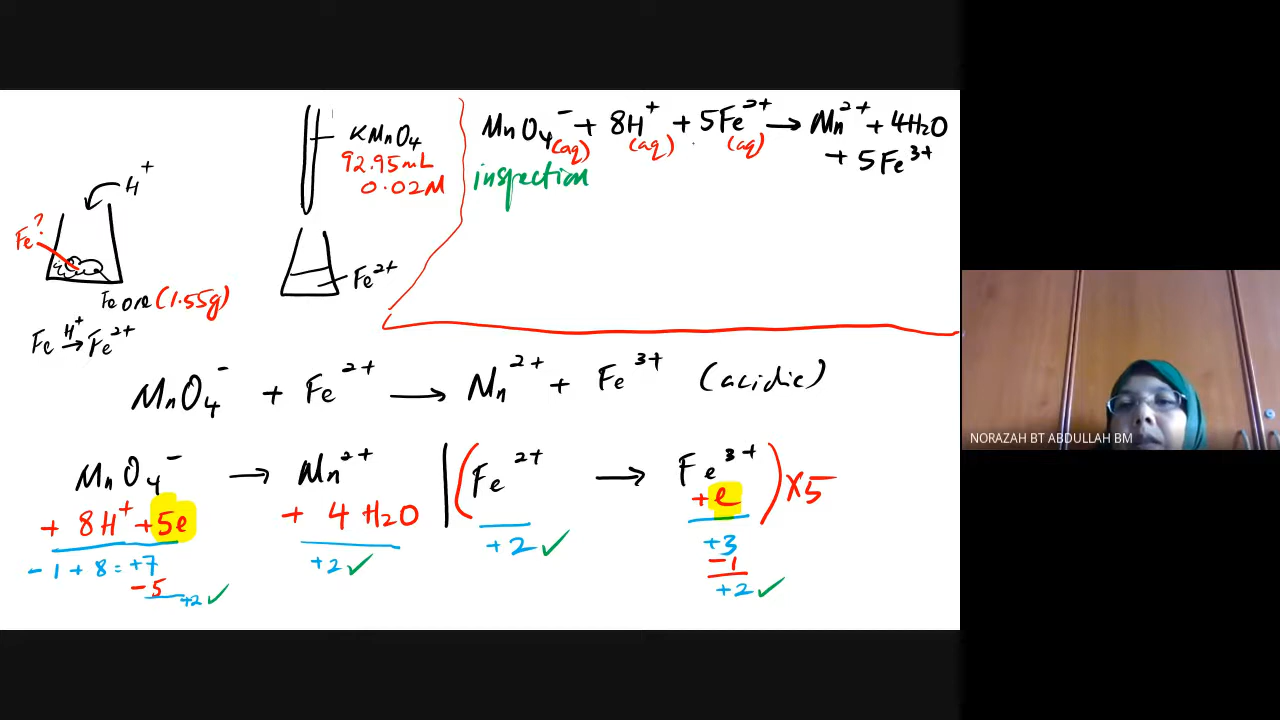 KMnO4
92.95mL
0.02M
H+
Fe?
Fe ore (1.55g)
Fe H+→ Fe2+
Fe2+
MnO4- + 8H+ + 5Fe2+ → Mn2+ + 4H2O
(aq) (aq) (aq)
+ 5Fe3+
inspection
MnO4- + Fe2+ → Mn2+ + Fe3+ (acidic)
MnO4- → Mn2+ | (Fe2+ → Fe3+
+ 8H+ + 5e + 4H2O + e ) x5
- 1 + 8 = +7 +2 ✓ +2 ✓ +3
-5 -1
+2 ✓ +2 ✓
NORAZAH BT ABDULLAH BM